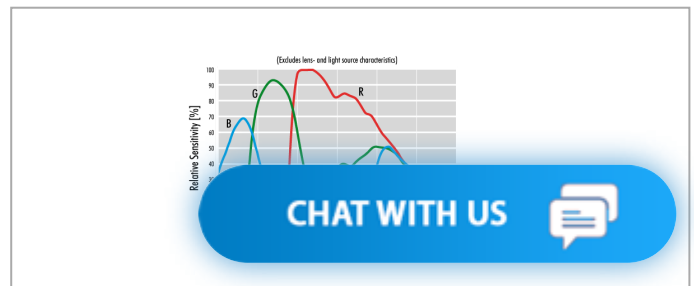 (Excludes lens- and light source characteristics)
100
90
80
70
60
50
40
Relative Sensitivity [%]
B
G
R
CHAT WITH US